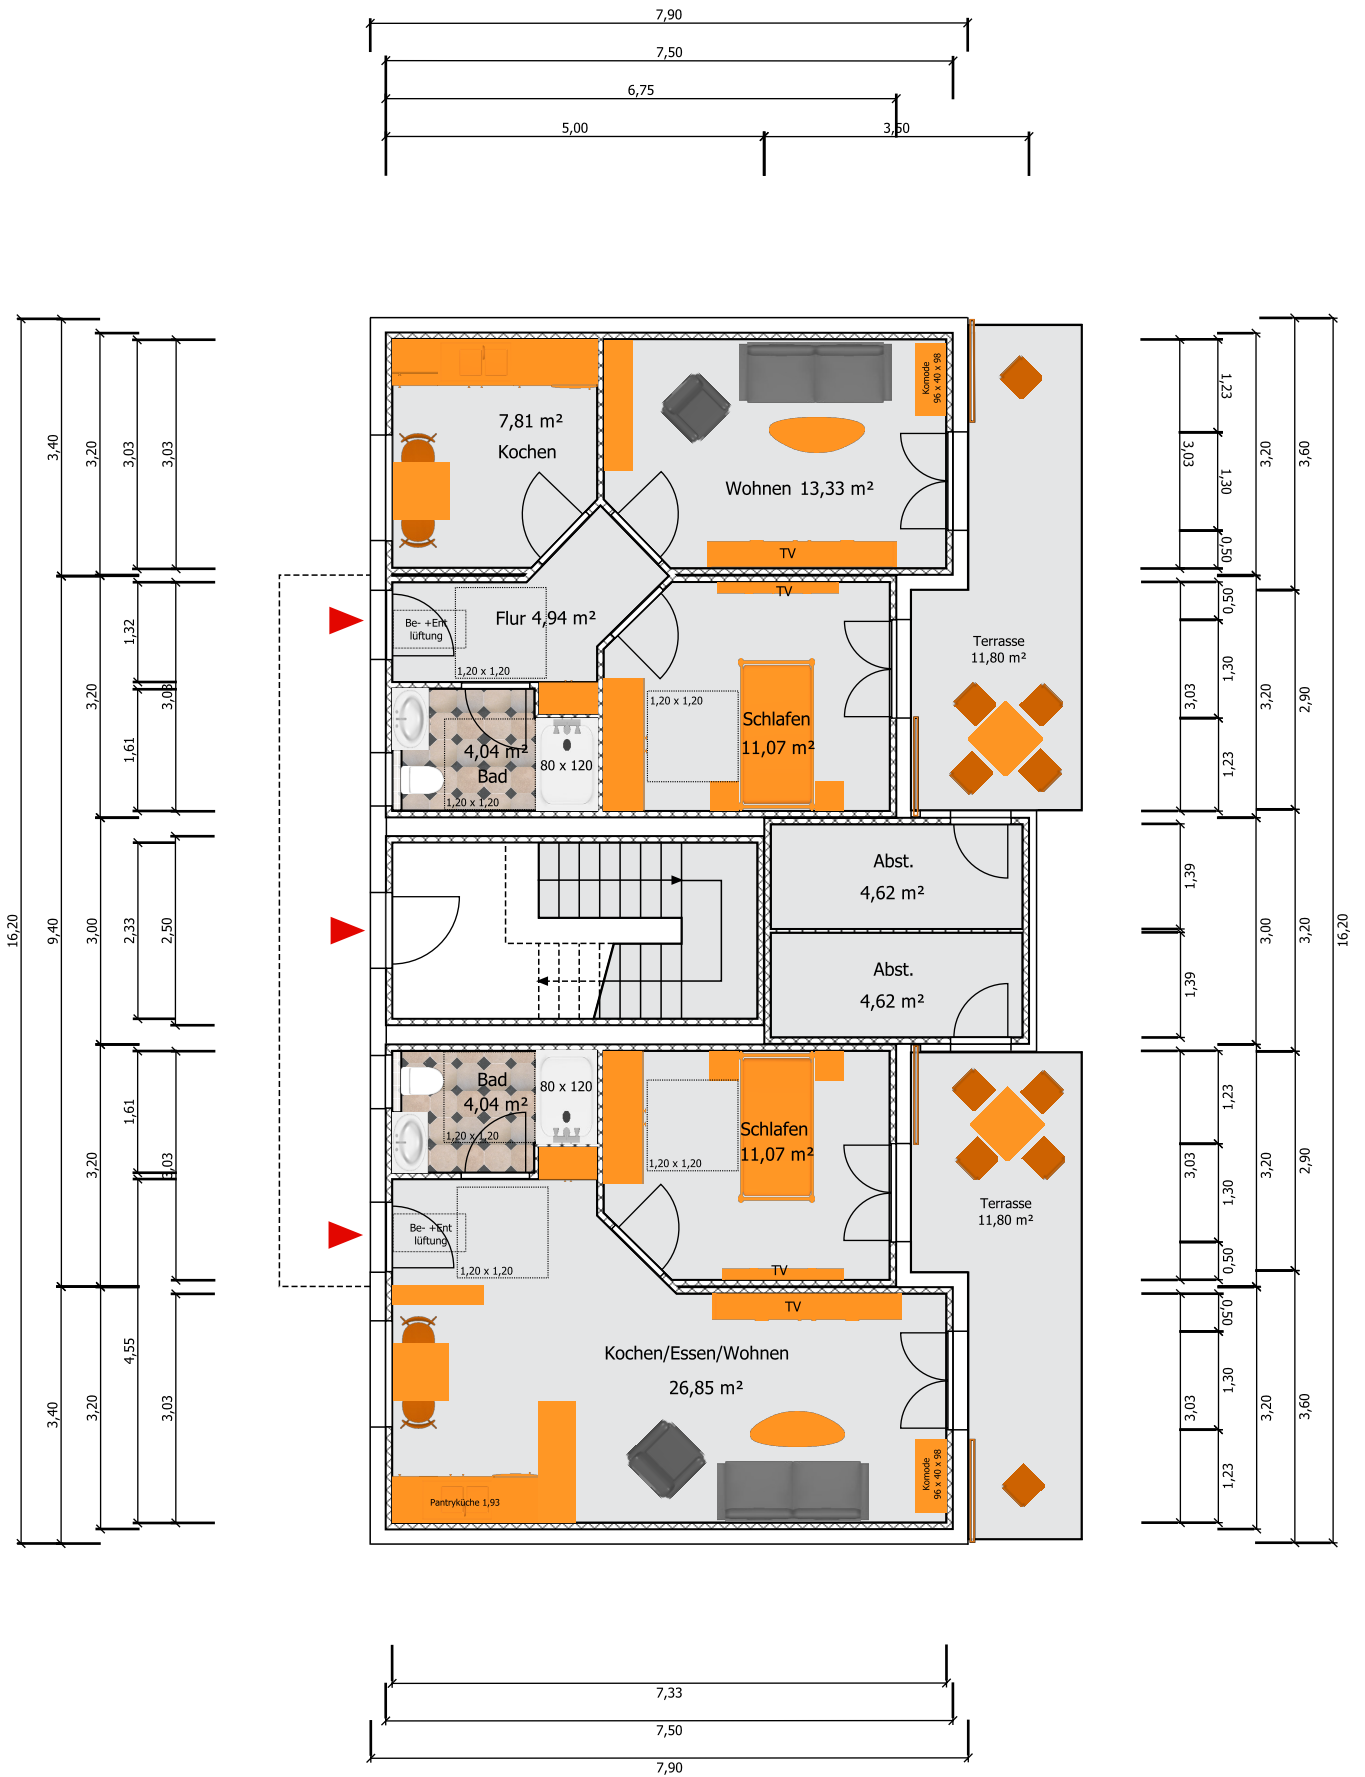 7,90
7,50
6,75
5,00
3,50
7,81 m²
Kochen
Wohnen 13,33 m²
Komode
96 x 40 x 98
TV
TV
Be- +Ent
lüftung
Flur 4,94 m²
1,20 x 1,20
1,20 x 1,20
Schlafen
11,07 m²
4,04 m²
Bad
80 x 120
1,20 x 1,20
Terrasse
11,80 m²
Abst.
4,62 m²
Abst.
4,62 m²
Bad
4,04 m²
80 x 120
1,20 x 1,20
Schlafen
11,07 m²
1,20 x 1,20
Be- +Ent
lüftung
1,20 x 1,20
TV
TV
Terrasse
11,80 m²
Kochen/Essen/Wohnen
26,85 m²
Pantryküche 1,93
Komode
96 x 40 x 98
16,20
3,40
9,40
3,40
3,20
3,20
3,00
3,20
3,20
3,03
1,32
1,61
2,33
1,61
4,55
3,03
3,03
2,50
3,03
3,03
3,03
3,03
1,39
1,39
3,03
3,03
1,23
1,30
0,50
0,50
1,30
1,23
1,23
1,30
0,50
0,50
1,30
1,23
3,20
3,20
3,00
3,20
3,20
3,60
2,90
3,20
2,90
3,60
16,20
7,33
7,50
7,90